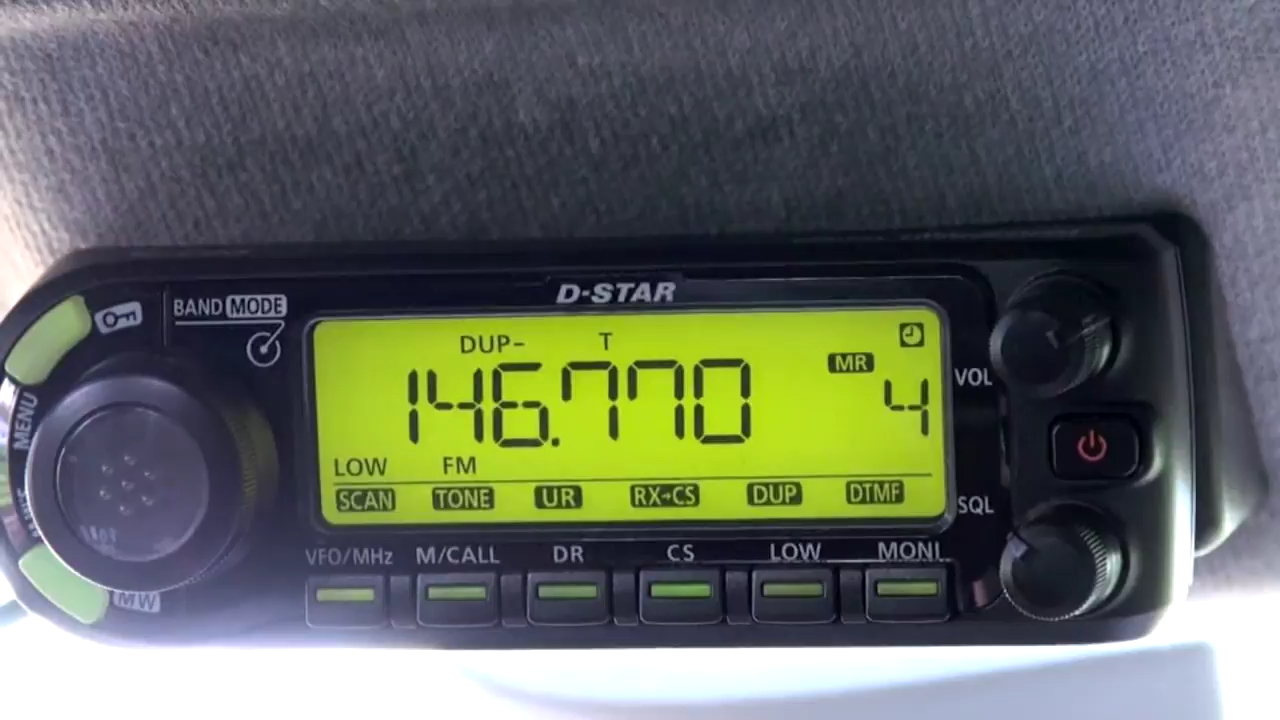 D-STAR
BAND MODE
DUP- T
MR
146.770 4
VOL
MENU
LOW FM
SCAN TONE UR RX→CS DUP DTMF
SQL
VFO/MHz M/CALL DR CS LOW MONI
MW